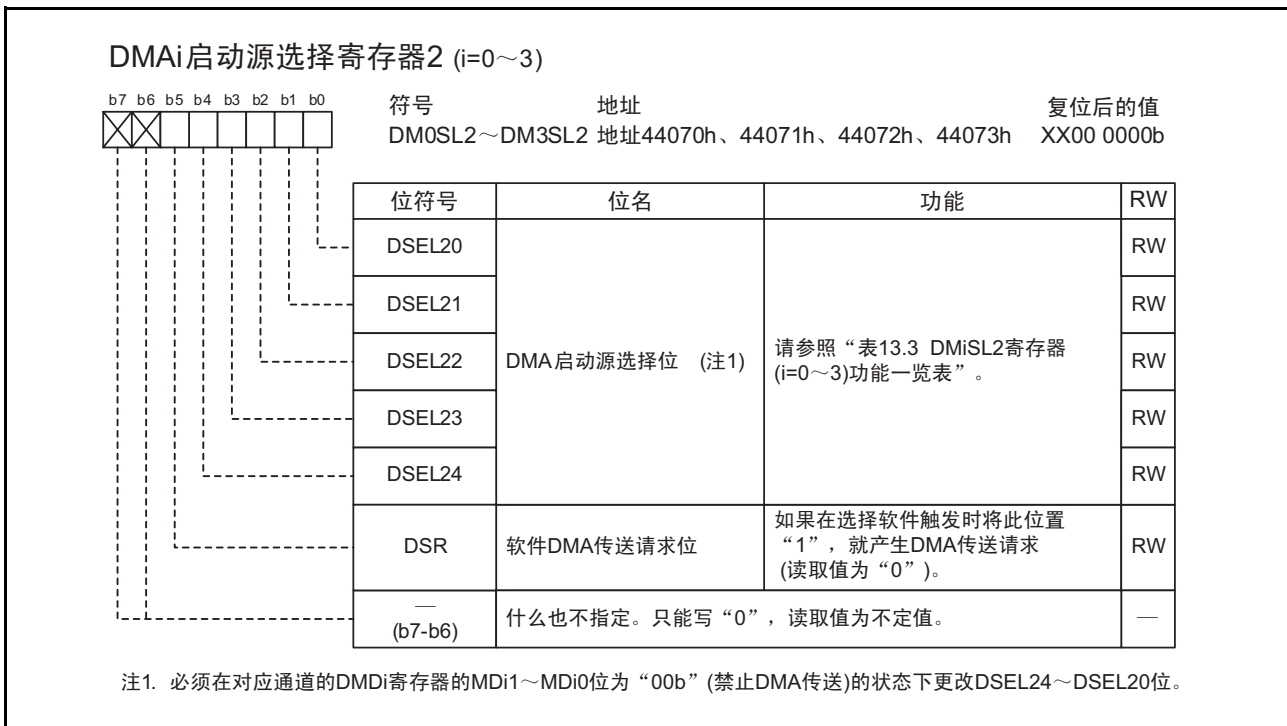 DMAi启动源选择寄存器2 (i=0～3)
b7 b6 b5 b4 b3 b2 b1 b0
符号 地址 复位后的值
DM0SL2～DM3SL2 地址44070h、44071h、44072h、44073h XX00 0000b
位符号 位名 功能 RW
DSEL20 RW
DSEL21 RW
DSEL22 RW
DSEL23 RW
DSEL24 RW
DMA启动源选择位 (注1)
请参照“表13.3 DMiSL2寄存器
(i=0～3)功能一览表”。
DSR 软件DMA传送请求位
如果在选择软件触发时将此位置
“1”，就产生DMA传送请求
(读取值为“0”)。
RW
—
(b7-b6)
什么也不指定。只能写“0”，读取值为不定值。 —
注1. 必须在对应通道的DMDi寄存器的MDi1～MDi0位为“00b”(禁止DMA传送)的状态下更改DSEL24～DSEL20位。